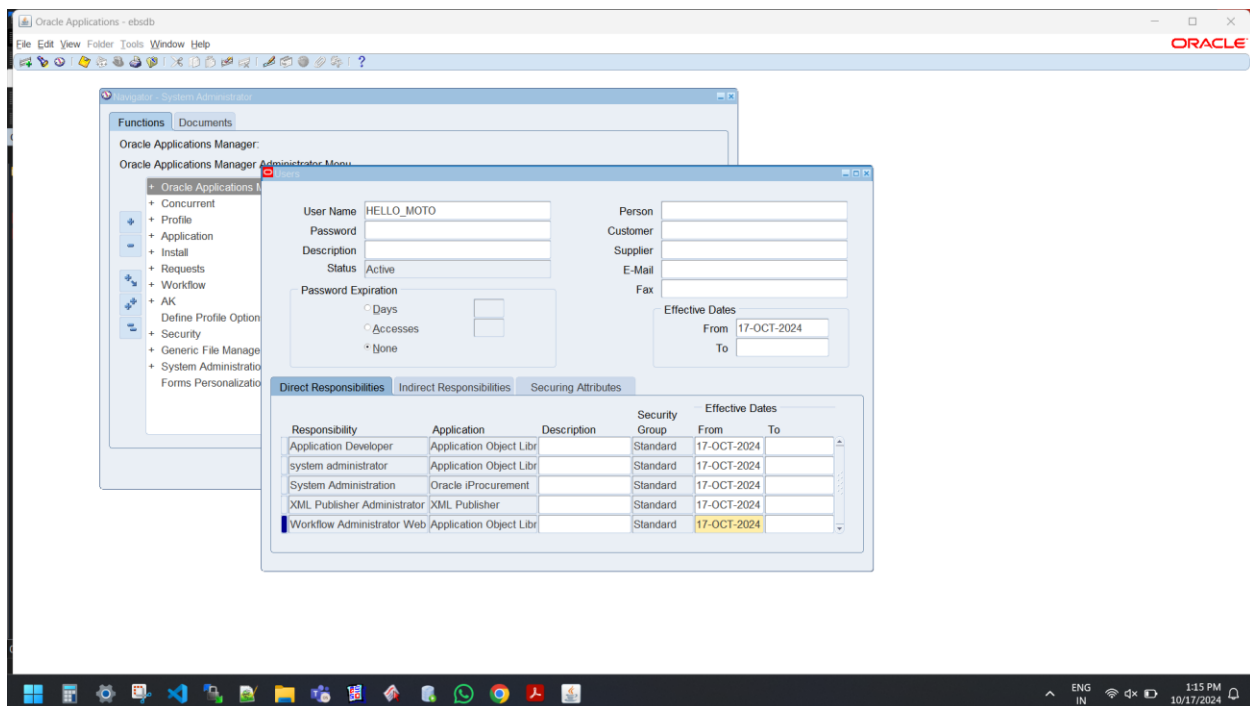 Oracle Applications - ebsdb
File Edit View Folder Tools Window Help
ORACLE
Navigator - System Administrator
Functions Documents
Oracle Applications Manager:
Oracle Applications Manager Administrator Menu
+ Oracle Applications M
+ Concurrent
+ Profile
+ Application
+ Install
+ Requests
+ Workflow
+ AK
Define Profile Option
+ Security
+ Generic File Manage
+ System Administratio
Forms Personalizatio
Users
User Name HELLO_MOTO
Password
Description
Status Active
Person
Customer
Supplier
E-Mail
Fax
Password Expiration
Days
Accesses
None
Effective Dates
From 17-OCT-2024
To
Direct Responsibilities Indirect Responsibilities Securing Attributes
Effective Dates
Responsibility Application Description Security Group From To
Application Developer Application Object Libr Standard 17-OCT-2024
system administrator Application Object Libr Standard 17-OCT-2024
System Administration Oracle iProcurement Standard 17-OCT-2024
XML Publisher Administrator XML Publisher Standard 17-OCT-2024
Workflow Administrator Web Application Object Libr Standard 17-OCT-2024
ENG
IN
1:15 PM
10/17/2024